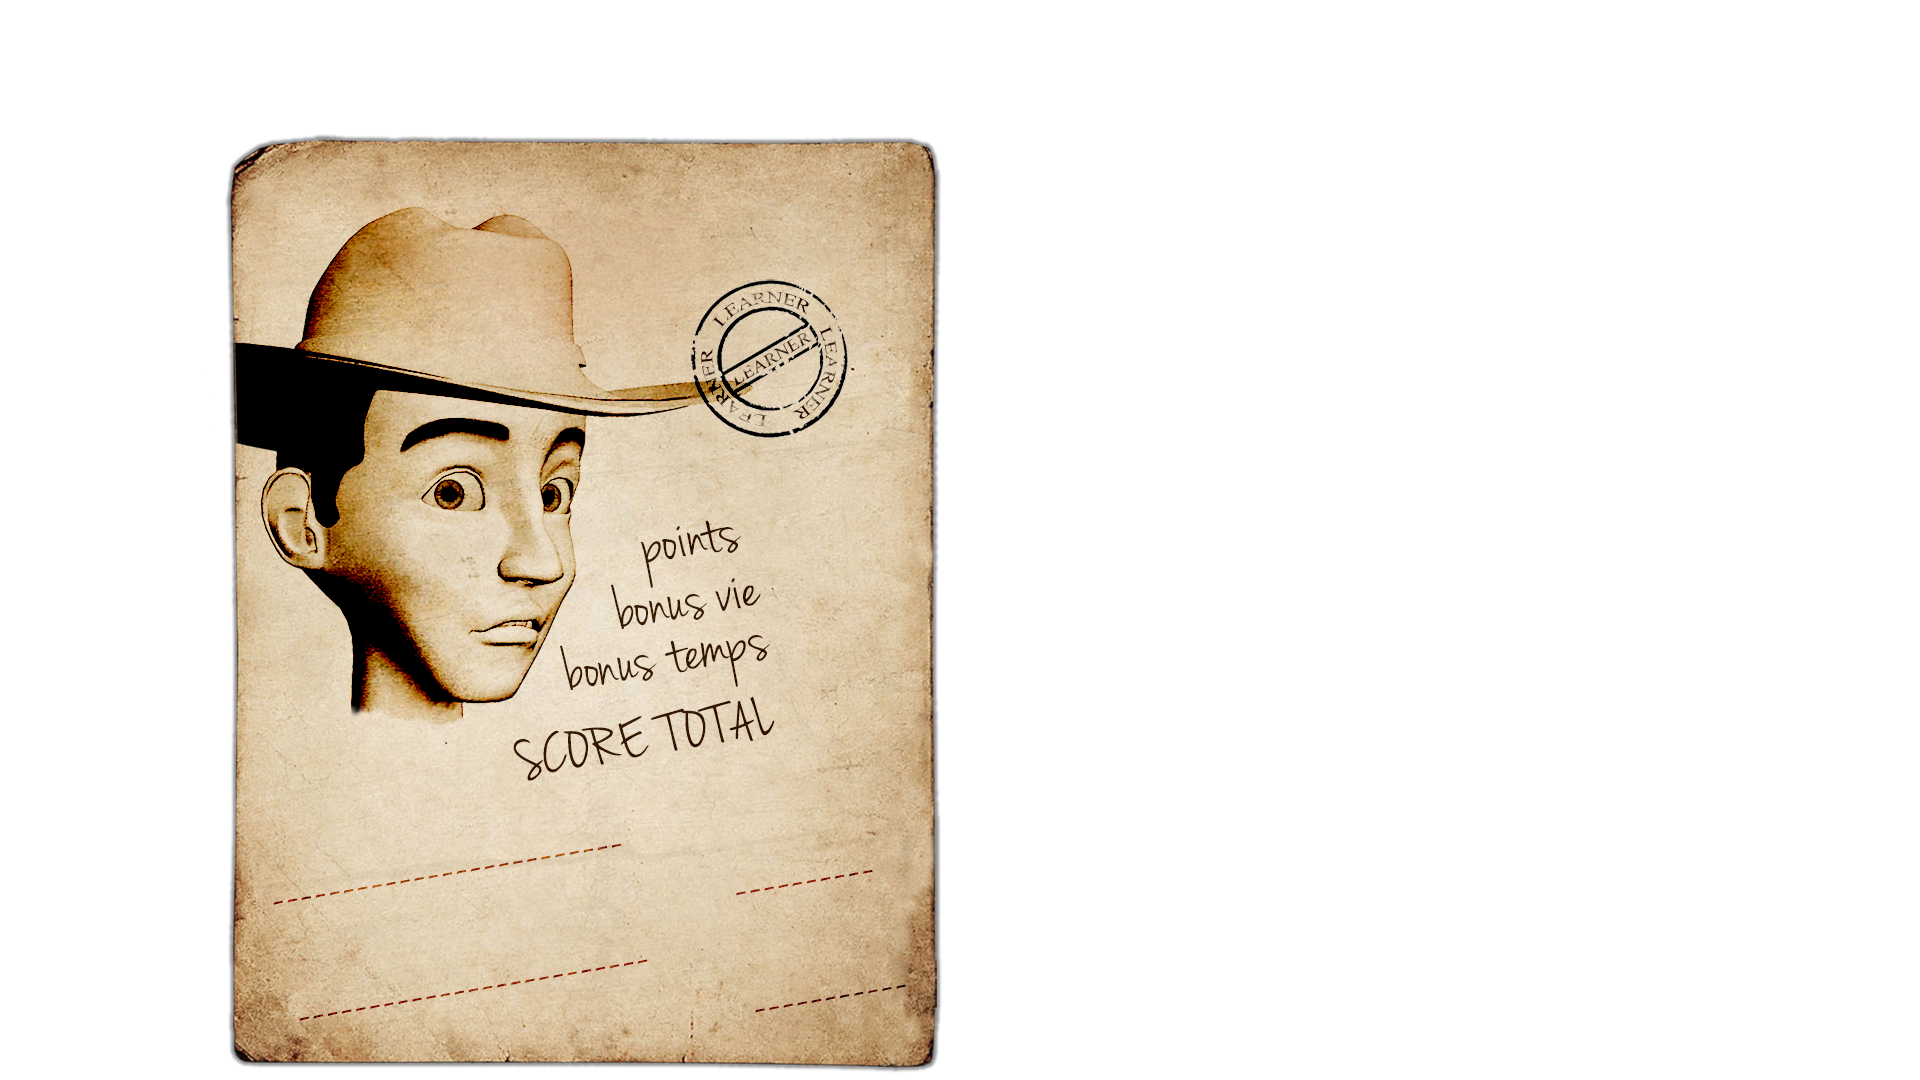 LEARNER
LEARNER
LEARNER
LEARNER
points
bonus vie
bonus temps
SCORE TOTAL